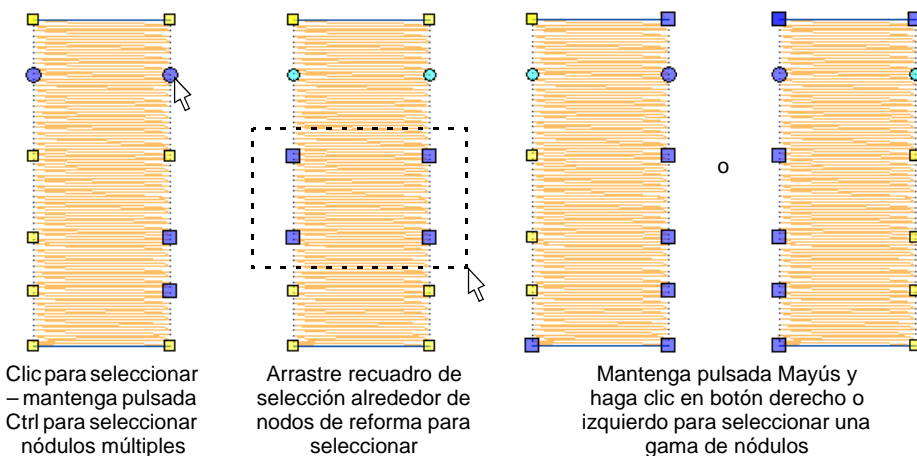 o
Clic para seleccionar
– mantenga pulsada
Ctrl para seleccionar
nódulos múltiples
Arrastre recuadro de
selección alrededor de
nodos de reforma para
seleccionar
Mantenga pulsada Mayús y
haga clic en botón derecho o
izquierdo para seleccionar una
gama de nódulos